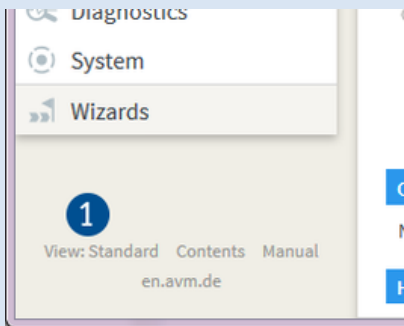 Diagnostics
System
Wizards
1
View: Standard Contents Manual
en.avm.de